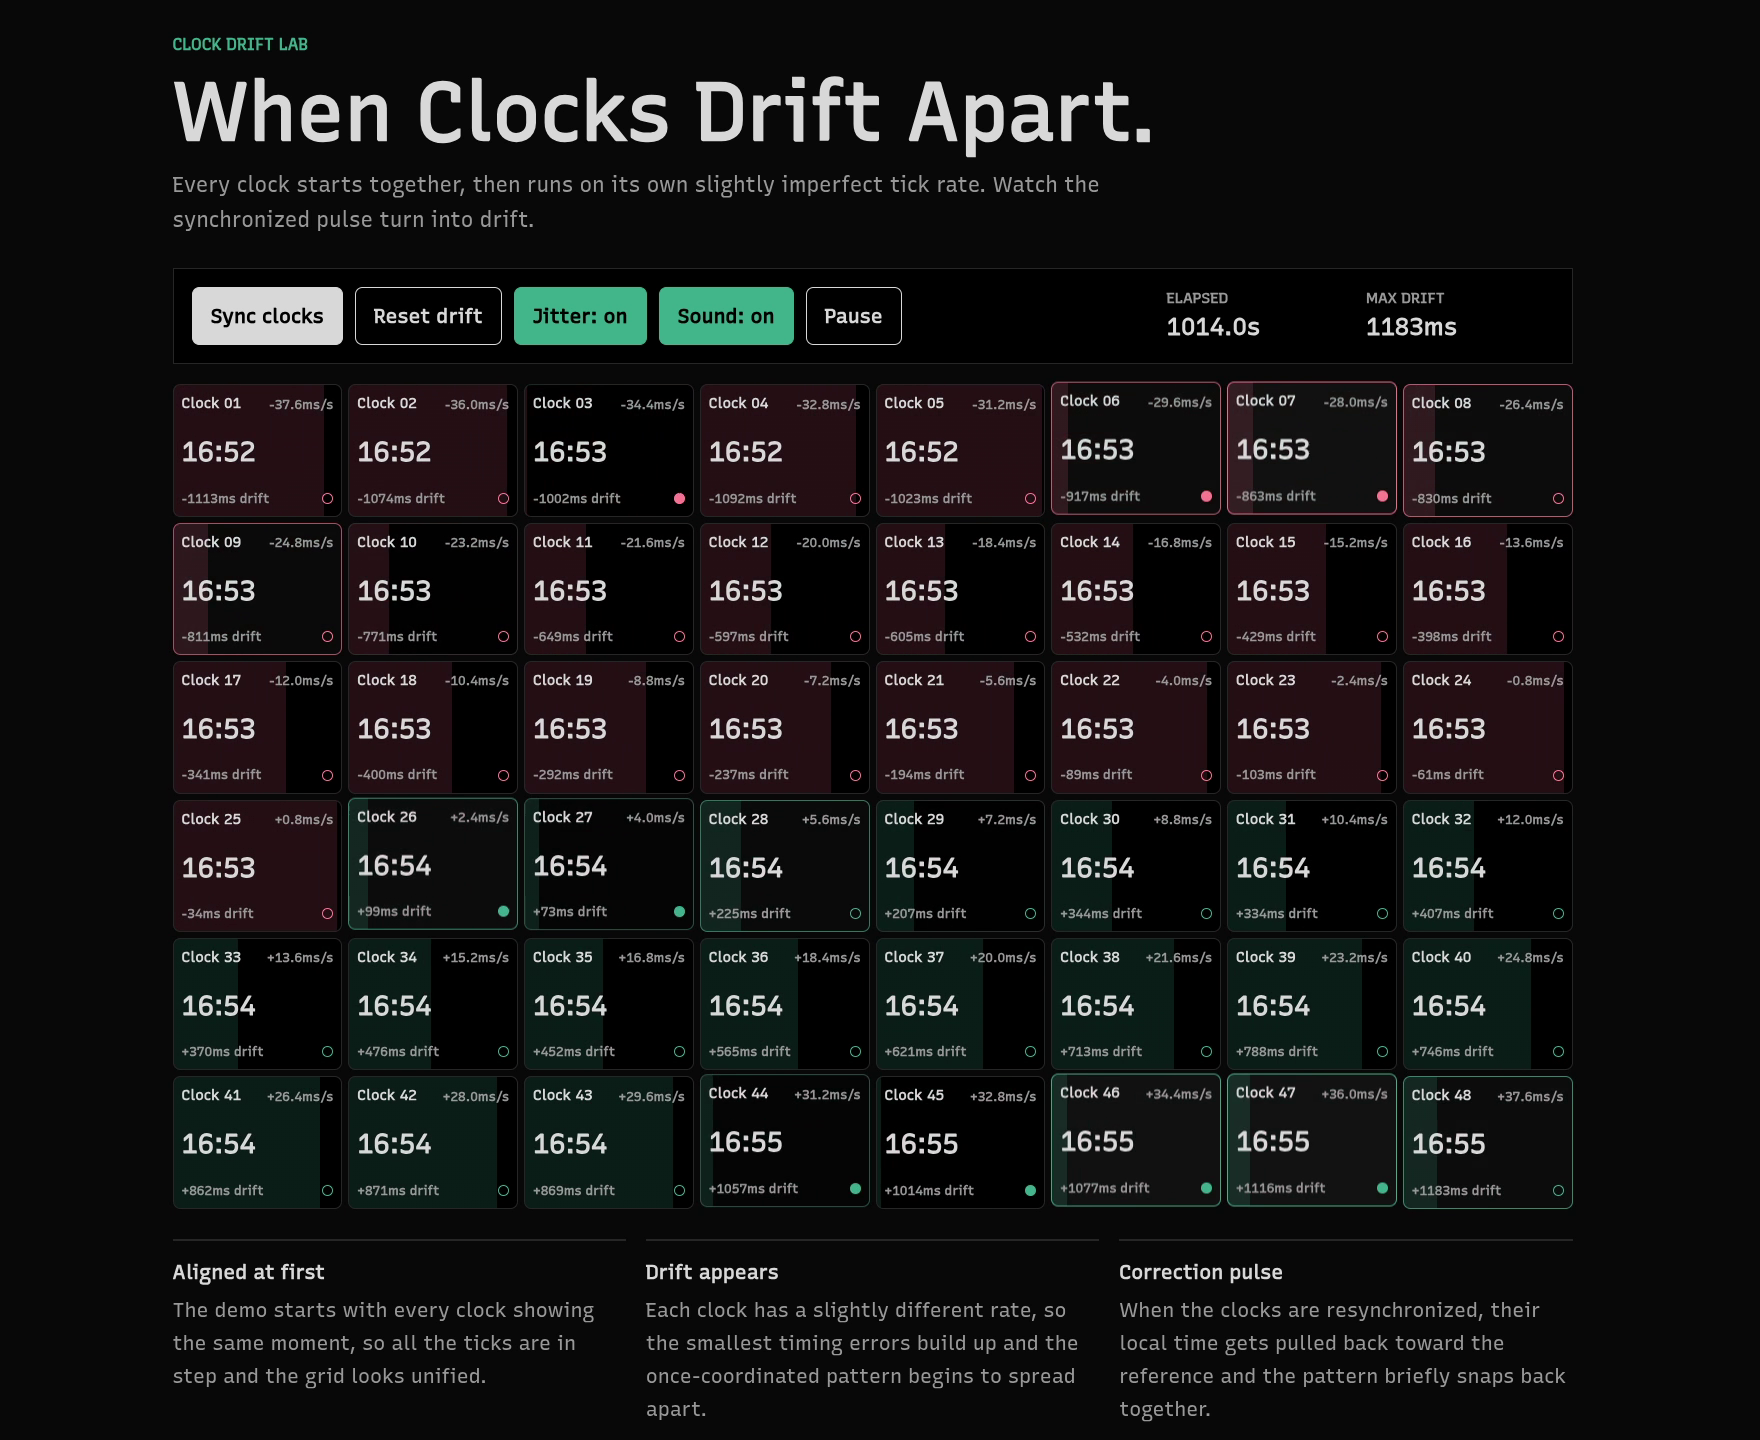 CLOCK DRIFT LAB
When Clocks Drift Apart.
Every clock starts together, then runs on its own slightly imperfect tick rate. Watch the
synchronized pulse turn into drift.
Sync clocks Reset drift Jitter: on Sound: on Pause
ELAPSED MAX DRIFT
1014.0s 1183ms
Clock 01 -37.6ms/s Clock 02 -36.0ms/s Clock 03 -34.4ms/s Clock 04 -32.8ms/s Clock 05 -31.2ms/s Clock 06 -29.6ms/s Clock 07 -28.0ms/s Clock 08 -26.4ms/s
16:52 16:52 16:53 16:52 16:52 16:53 16:53 16:53
-1113ms drift -1074ms drift -1002ms drift -1092ms drift -1023ms drift -917ms drift -863ms drift -830ms drift
Clock 09 -24.8ms/s Clock 10 -23.2ms/s Clock 11 -21.6ms/s Clock 12 -20.0ms/s Clock 13 -18.4ms/s Clock 14 -16.8ms/s Clock 15 -15.2ms/s Clock 16 -13.6ms/s
16:53 16:53 16:53 16:53 16:53 16:53 16:53 16:53
-811ms drift -771ms drift -649ms drift -597ms drift -605ms drift -532ms drift -429ms drift -398ms drift
Clock 17 -12.0ms/s Clock 18 -10.4ms/s Clock 19 -8.8ms/s Clock 20 -7.2ms/s Clock 21 -5.6ms/s Clock 22 -4.0ms/s Clock 23 -2.4ms/s Clock 24 -0.8ms/s
16:53 16:53 16:53 16:53 16:53 16:53 16:53 16:53
-341ms drift -400ms drift -292ms drift -237ms drift -194ms drift -89ms drift -103ms drift -61ms drift
Clock 25 +0.8ms/s Clock 26 +2.4ms/s Clock 27 +4.0ms/s Clock 28 +5.6ms/s Clock 29 +7.2ms/s Clock 30 +8.8ms/s Clock 31 +10.4ms/s Clock 32 +12.0ms/s
16:53 16:54 16:54 16:54 16:54 16:54 16:54 16:54
-34ms drift +99ms drift +73ms drift +225ms drift +207ms drift +344ms drift +334ms drift +407ms drift
Clock 33 +13.6ms/s Clock 34 +15.2ms/s Clock 35 +16.8ms/s Clock 36 +18.4ms/s Clock 37 +20.0ms/s Clock 38 +21.6ms/s Clock 39 +23.2ms/s Clock 40 +24.8ms/s
16:54 16:54 16:54 16:54 16:54 16:54 16:54 16:54
+370ms drift +476ms drift +452ms drift +565ms drift +621ms drift +713ms drift +788ms drift +746ms drift
Clock 41 +26.4ms/s Clock 42 +28.0ms/s Clock 43 +29.6ms/s Clock 44 +31.2ms/s Clock 45 +32.8ms/s Clock 46 +34.4ms/s Clock 47 +36.0ms/s Clock 48 +37.6ms/s
16:54 16:54 16:54 16:55 16:55 16:55 16:55 16:55
+862ms drift +871ms drift +869ms drift +1057ms drift +1014ms drift +1077ms drift +1116ms drift +1183ms drift
Aligned at first
The demo starts with every clock showing
the same moment, so all the ticks are in
step and the grid looks unified.
Drift appears
Each clock has a slightly different rate, so
the smallest timing errors build up and the
once-coordinated pattern begins to spread
apart.
Correction pulse
When the clocks are resynchronized, their
local time gets pulled back toward the
reference and the pattern briefly snaps back
together.